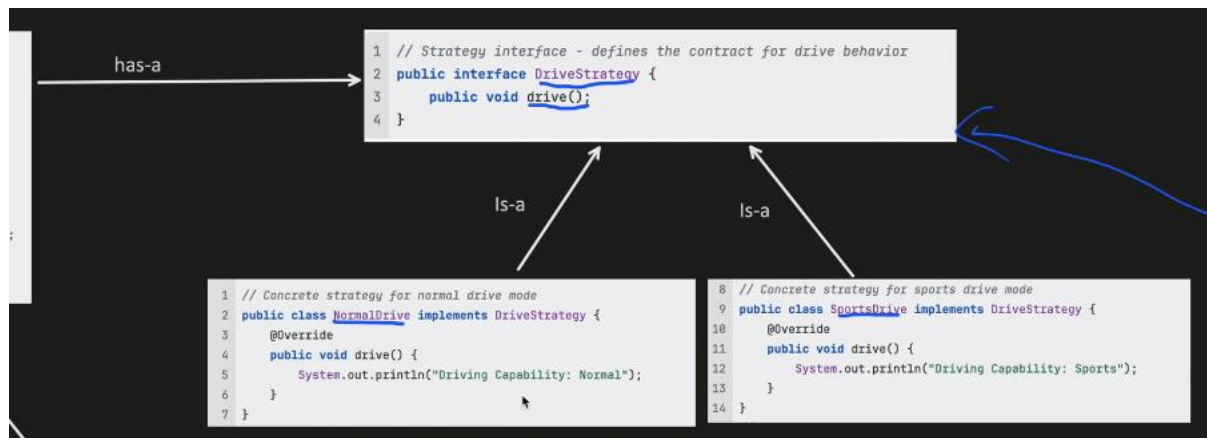 has-a
1 // Strategy interface - defines the contract for drive behavior
2 public interface DriveStrategy {
3 public void drive();
4 }
Is-a
Is-a
;
1 // Concrete strategy for normal drive mode
2 public class NormalDrive implements DriveStrategy {
3 @Override
4 public void drive() {
5 System.out.println("Driving Capability: Normal");
6 }
7 }
8 // Concrete strategy for sports drive mode
9 public class SportsDrive implements DriveStrategy {
10 @Override
11 public void drive() {
12 System.out.println("Driving Capability: Sports");
13 }
14 }